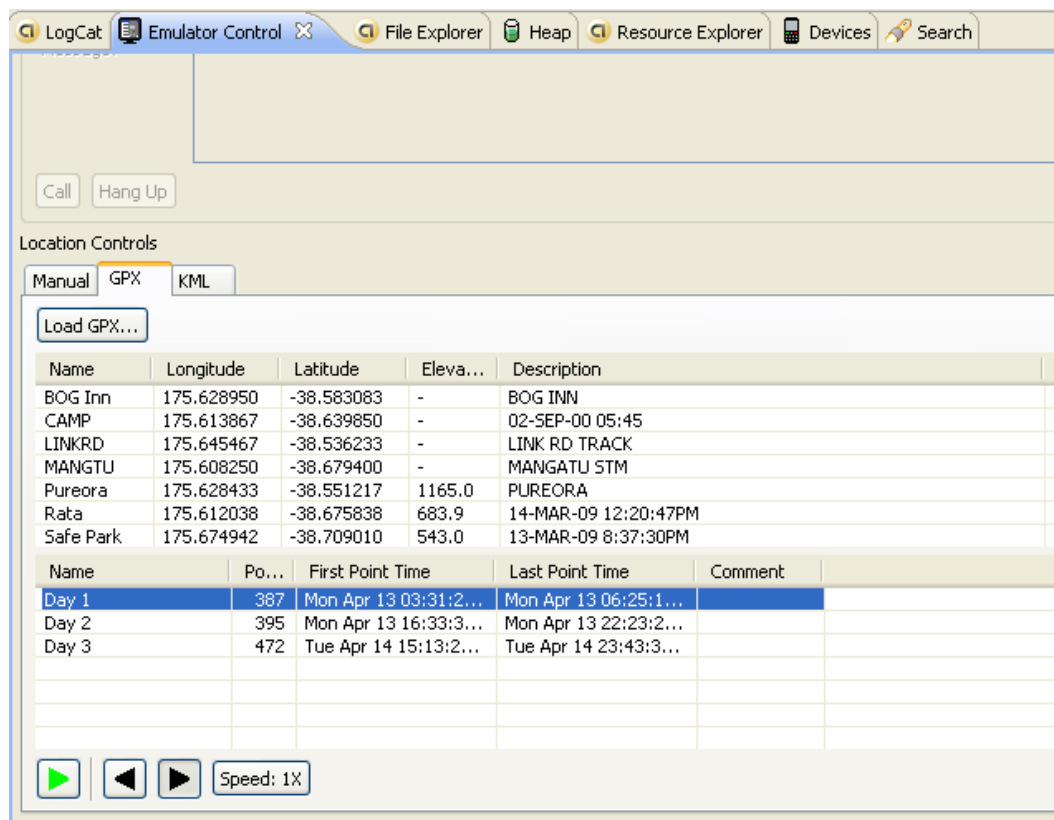 LogCat Emulator Control File Explorer Heap Resource Explorer Devices Search
Call Hang Up
Location Controls
Manual GPX KML
Load GPX...
Name Longitude Latitude Eleva... Description
BOG Inn 175.628950 -38.583083 - BOG INN
CAMP 175.613867 -38.639850 - 02-SEP-00 05:45
LINKRD 175.645467 -38.536233 - LINK RD TRACK
MANGTU 175.608250 -38.679400 - MANGATU STM
Pureora 175.628433 -38.551217 1165.0 PUREORA
Rata 175.612038 -38.675838 683.9 14-MAR-09 12:20:47PM
Safe Park 175.674942 -38.709010 543.0 13-MAR-09 8:37:30PM
Name Po... First Point Time Last Point Time Comment
Day 1 387 Mon Apr 13 03:31:2... Mon Apr 13 06:25:1...
Day 2 395 Mon Apr 13 16:33:3... Mon Apr 13 22:23:2...
Day 3 472 Tue Apr 14 15:13:2... Tue Apr 14 23:43:3...
Speed: 1X